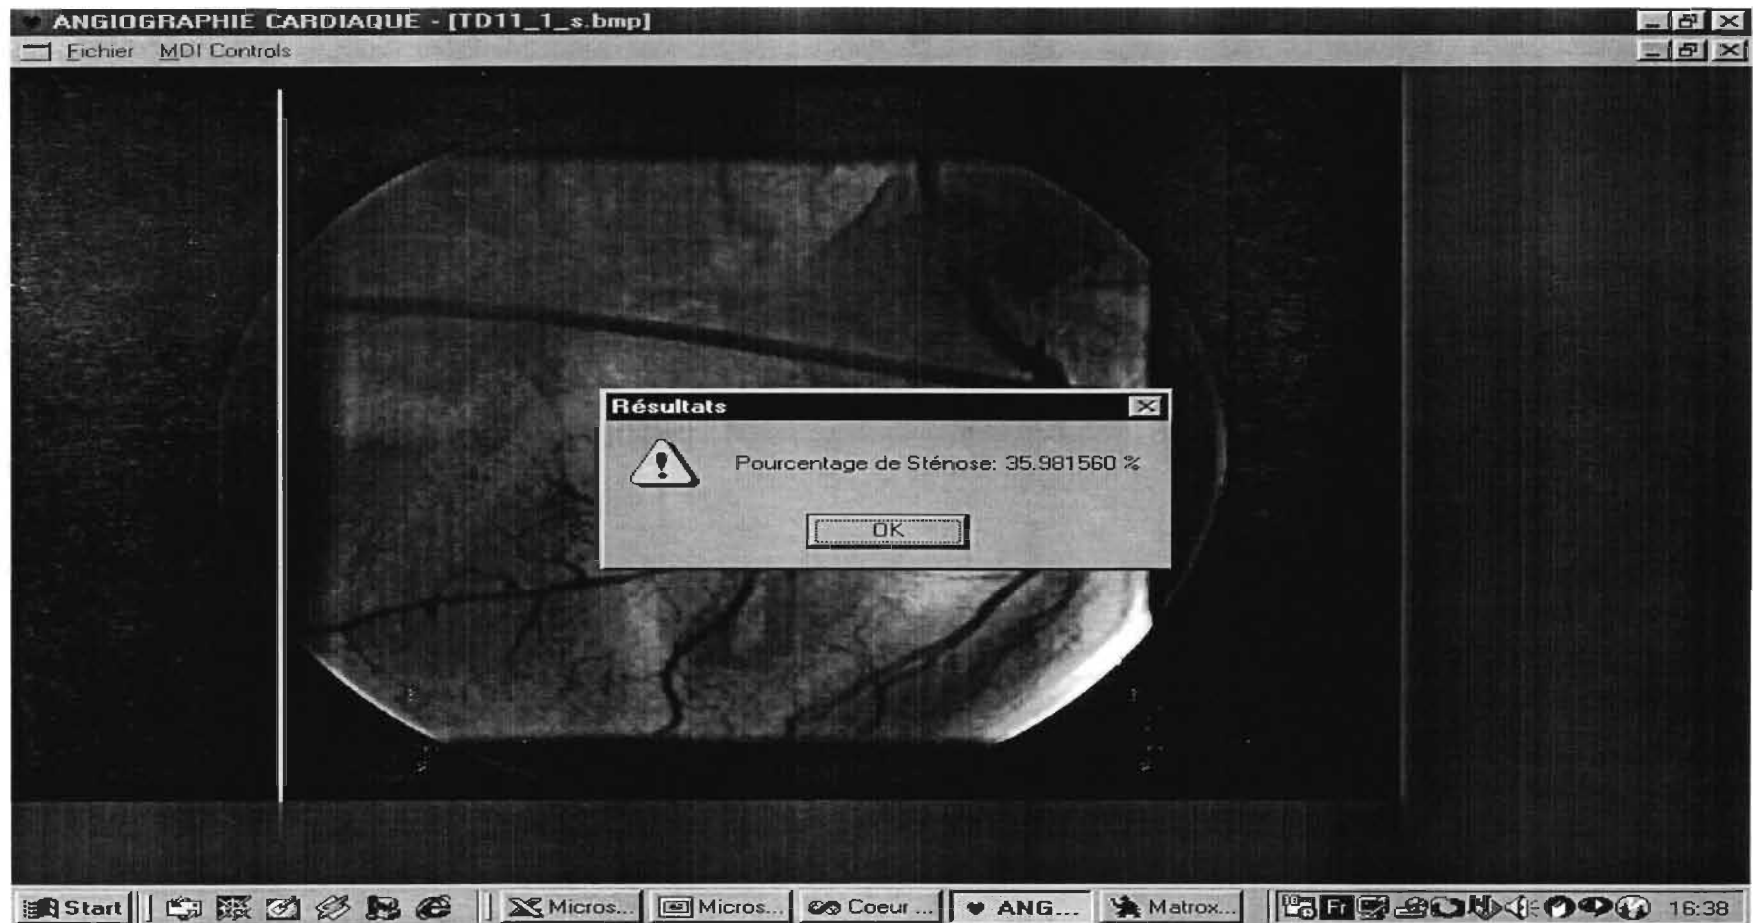 ANGIOGRAPHIE CARDIAQUE - [TD11_1_s.bmp]
Fichier MDI Controls
Résultats
Pourcentage de Sténose: 35.981560 %
OK
Start Micros... Micros... Coeur ... ANG... Matrox... Fr 16:38